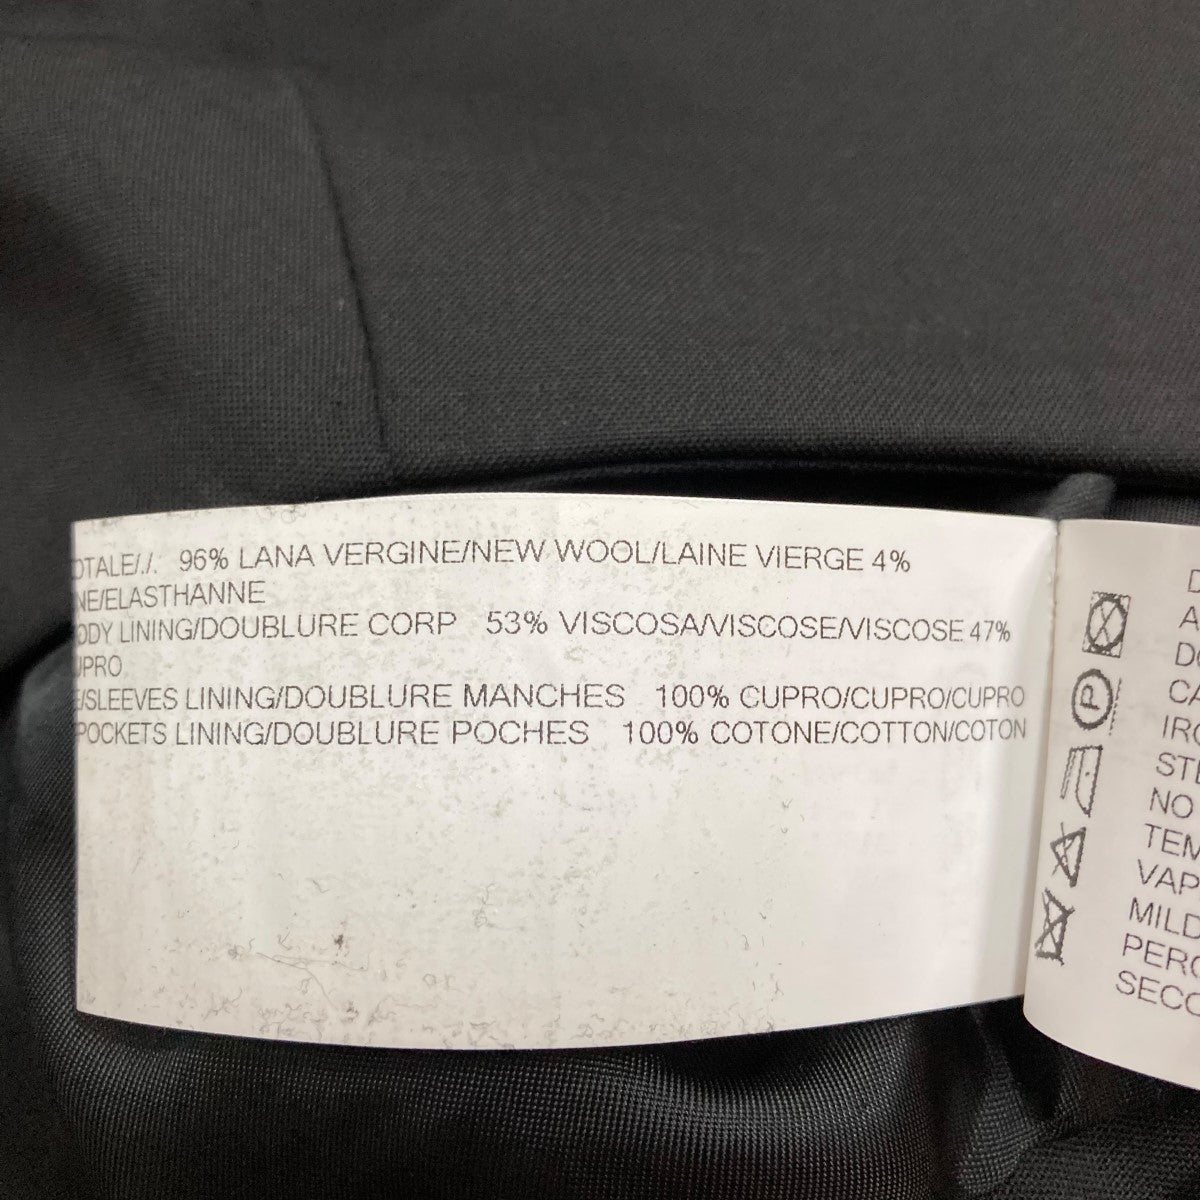 OTALE/./. 96% LANA VERGINE/NEW WOOL/LAINE VIERGE 4%
NE/ELASTHANNE
ODY LINING/DOUBLURE CORP 53% VISCOSA/VISCOSE/VISCOSE 47%
UPRO
E/SLEEVES LINING/DOUBLURE MANCHES 100% CUPRO/CUPRO/CUPRO
POCKETS LINING/DOUBLURE POCHES 100% COTONE/COTTON/COTON
P
D
A
DO
CA
IRO
STE
NO
TEM
VAP
MILD
PERC
SECO